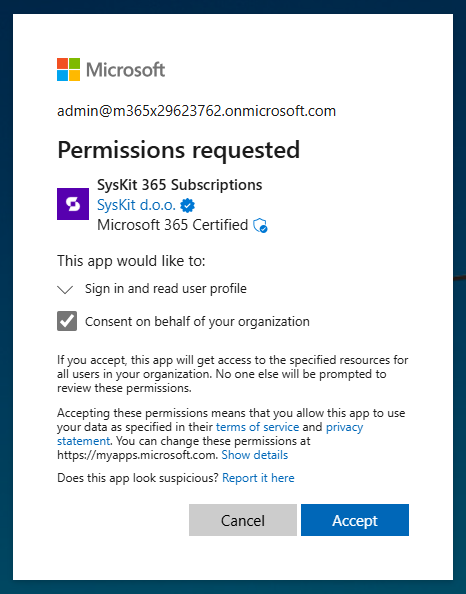 Microsoft
admin@m365x29623762.onmicrosoft.com
Permissions requested
SysKit 365 Subscriptions
SysKit d.o.o.
Microsoft 365 Certified
This app would like to:
Sign in and read user profile
Consent on behalf of your organization
If you accept, this app will get access to the specified resources for
all users in your organization. No one else will be prompted to
review these permissions.
Accepting these permissions means that you allow this app to use
your data as specified in their terms of service and privacy
statement. You can change these permissions at
https://myapps.microsoft.com. Show details
Does this app look suspicious? Report it here
Cancel
Accept